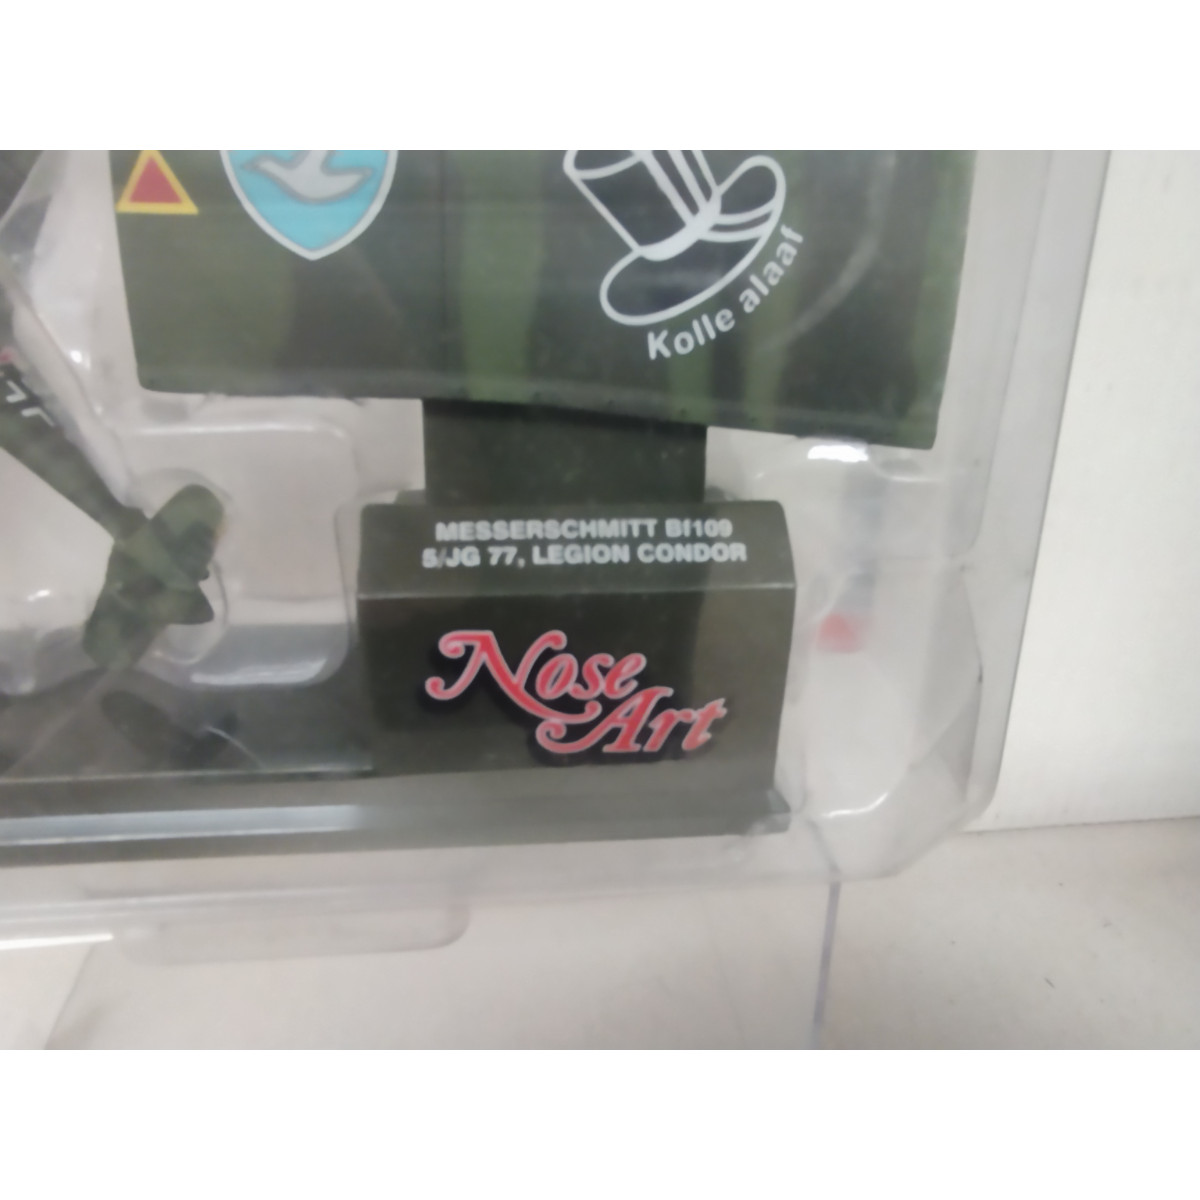 Kolle alaaf
MESSERSCHMITT Bf109
5/JG 77, LEGION CONDOR
Nose
Art